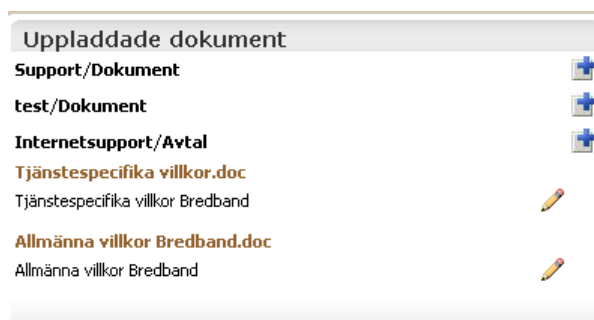 Uppladdade dokument
Support/Dokument
test/Dokument
Internetsupport/Avtal
Tjänstespecifika villkor.doc
Tjänstespecifika villkor Bredband
Allmänna villkor Bredband.doc
Allmänna villkor Bredband